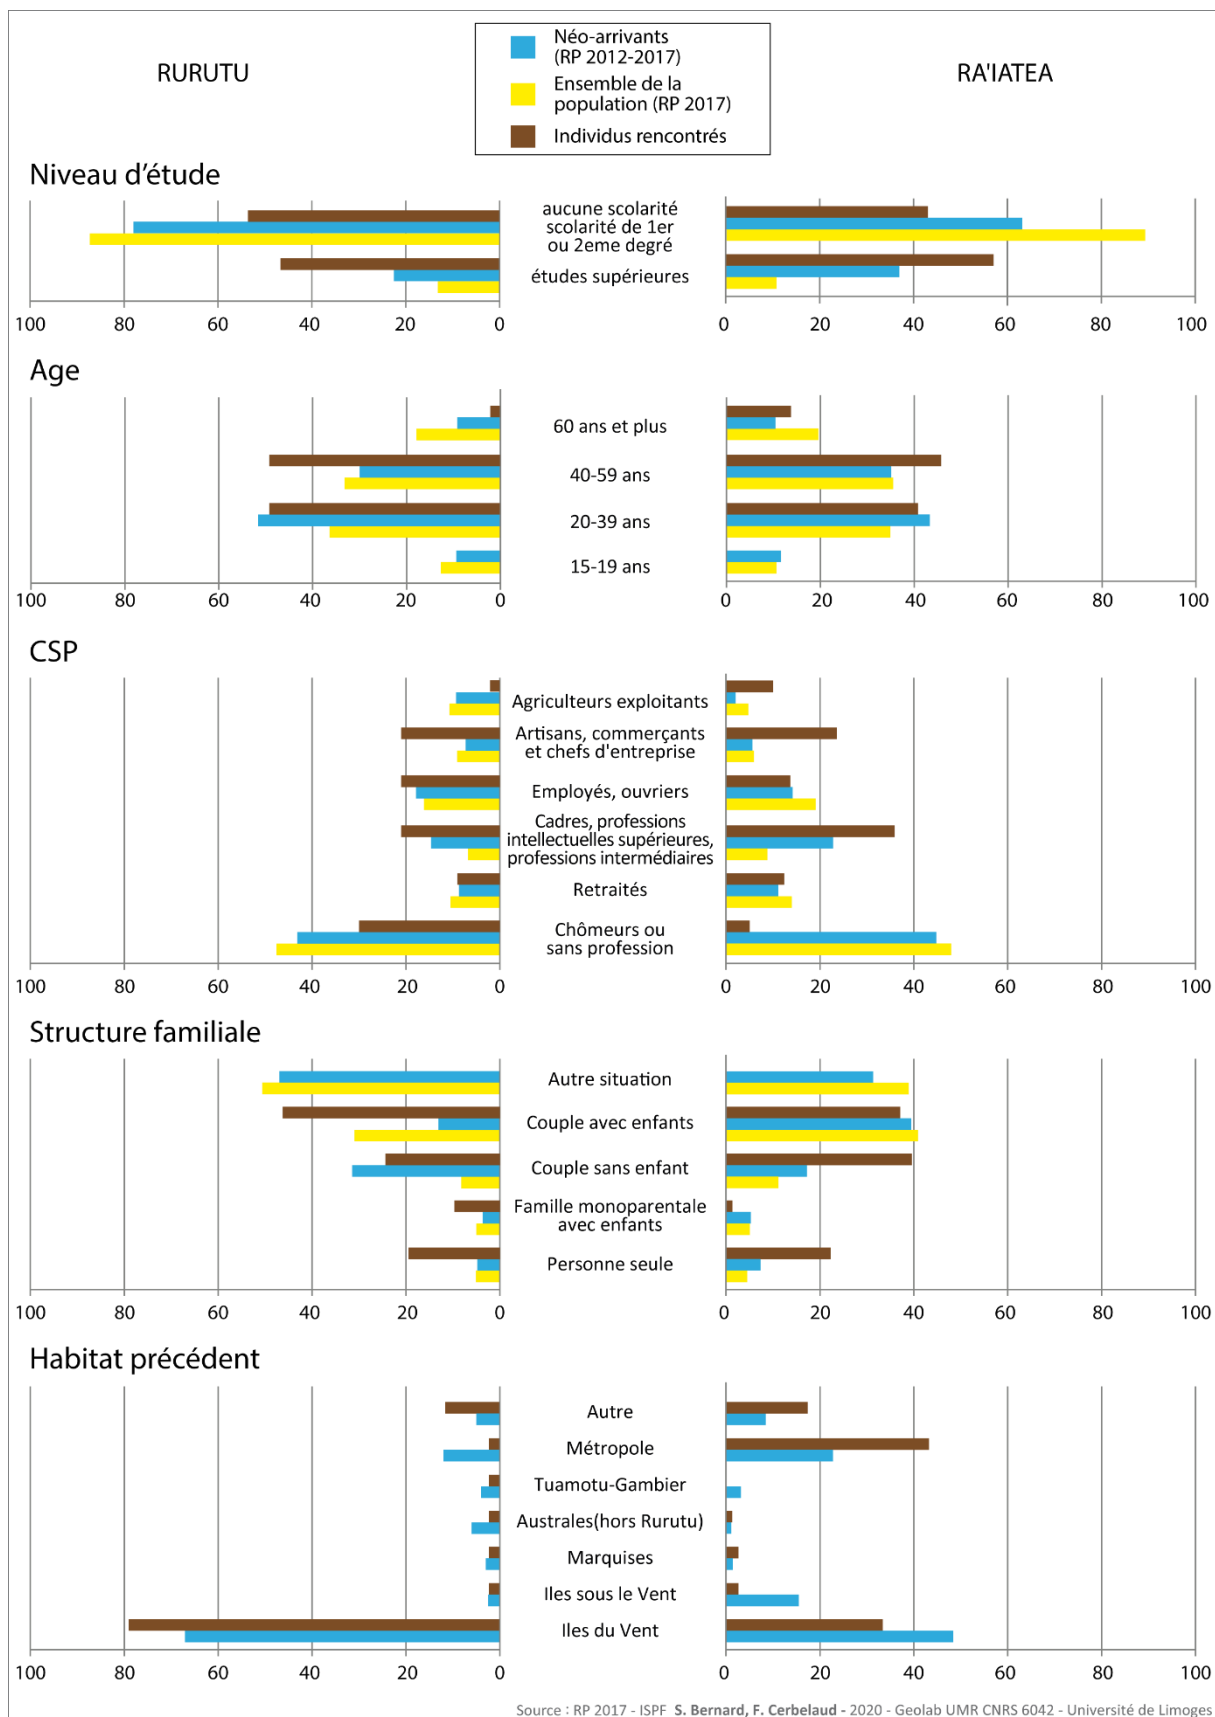 RURUTU
Néo-arrivants
(RP 2012-2017)
Ensemble de la
population (RP 2017)
Individus rencontrés
RA'IATEA
Niveau d'étude
aucune scolarité
scolarité de 1er
ou 2eme degré
études supérieures
100 80 60 40 20 0
0 20 40 60 80 100
Age
60 ans et plus
40-59 ans
20-39 ans
15-19 ans
100 80 60 40 20 0
0 20 40 60 80 100
CSP
Agriculteurs exploitants
Artisans, commerçants
et chefs d'entreprise
Employés, ouvriers
Cadres, professions
intellectuelles supérieures,
professions intermédiaires
Retraités
Chômeurs ou
sans profession
100 80 60 40 20 0
0 20 40 60 80 100
Structure familiale
Autre situation
Couple avec enfants
Couple sans enfant
Famille monoparentale
avec enfants
Personne seule
100 80 60 40 20 0
0 20 40 60 80 100
Habitat précédent
Autre
Métropole
Tuamotu-Gambier
Australes(hors Rurutu)
Marquises
Iles sous le Vent
Iles du Vent
100 80 60 40 20 0
0 20 40 60 80 100
Source : RP 2017 - ISPF S. Bernard, F. Cerbelaud - 2020 - Geolab UMR CNRS 6042 - Université de Limoges